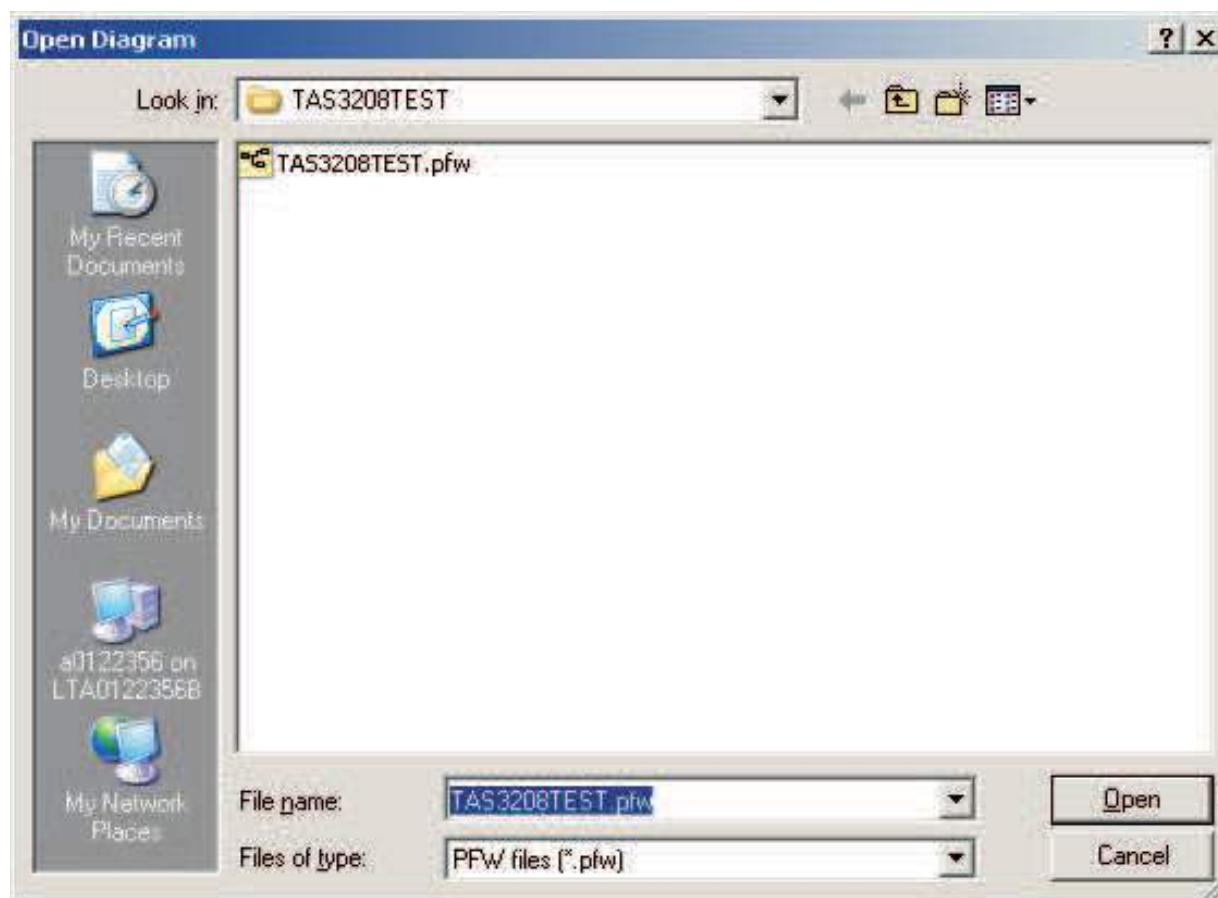 Open Diagram
? ×
Look in: TAS3208TEST
TAS3208TEST.pfw
My Recent
Documents
Desktop
My Documents
a0122356 on
LTA0122356B
My Network
Places
File name: TAS3208TEST.pfw Open
Files of type: PFW files (*.pfw) Cancel